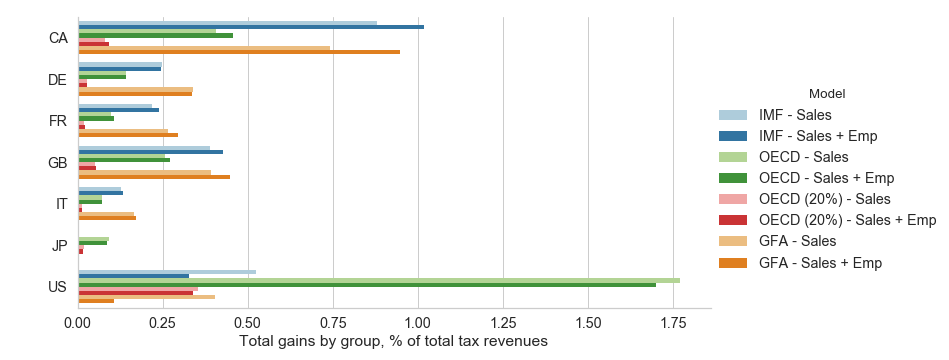 CA
DE
FR
GB
IT
JP
US
0.00 0.25 0.50 0.75 1.00 1.25 1.50 1.75
Total gains by group, % of total tax revenues
Model
IMF - Sales
IMF - Sales + Emp
OECD - Sales
OECD - Sales + Emp
OECD (20%) - Sales
OECD (20%) - Sales + Emp
GFA - Sales
GFA - Sales + Emp